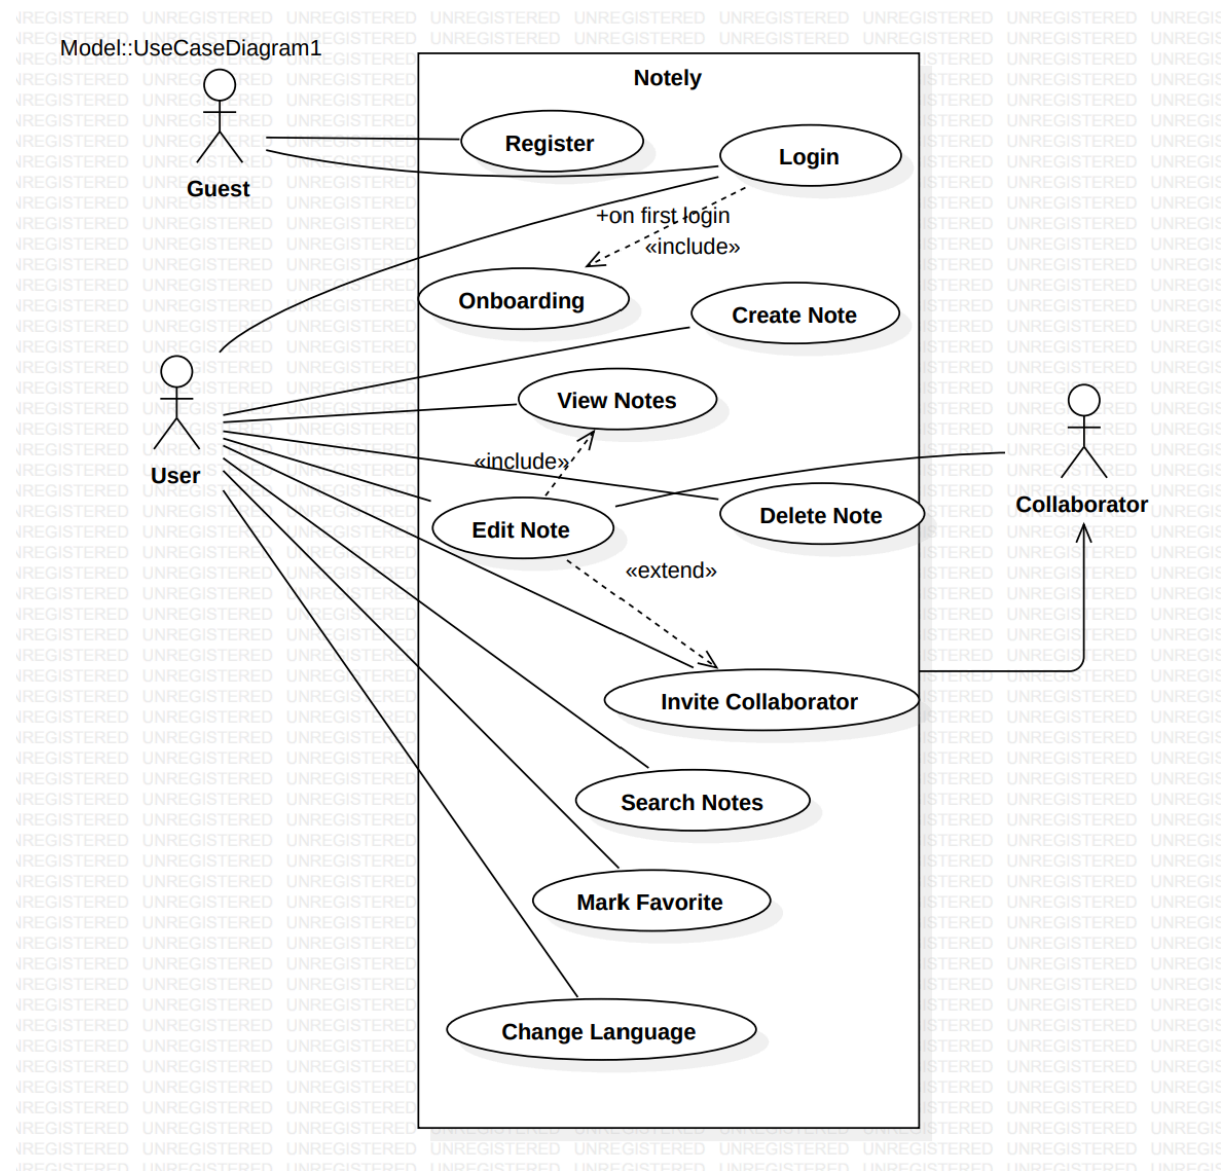 Model::UseCaseDiagram1
Notely
Register
Login
Guest
+on first login
«include»
Onboarding
Create Note
View Notes
«include»
User
Collaborator
Edit Note
Delete Note
«extend»
Invite Collaborator
Search Notes
Mark Favorite
Change Language
UNREGISTERED